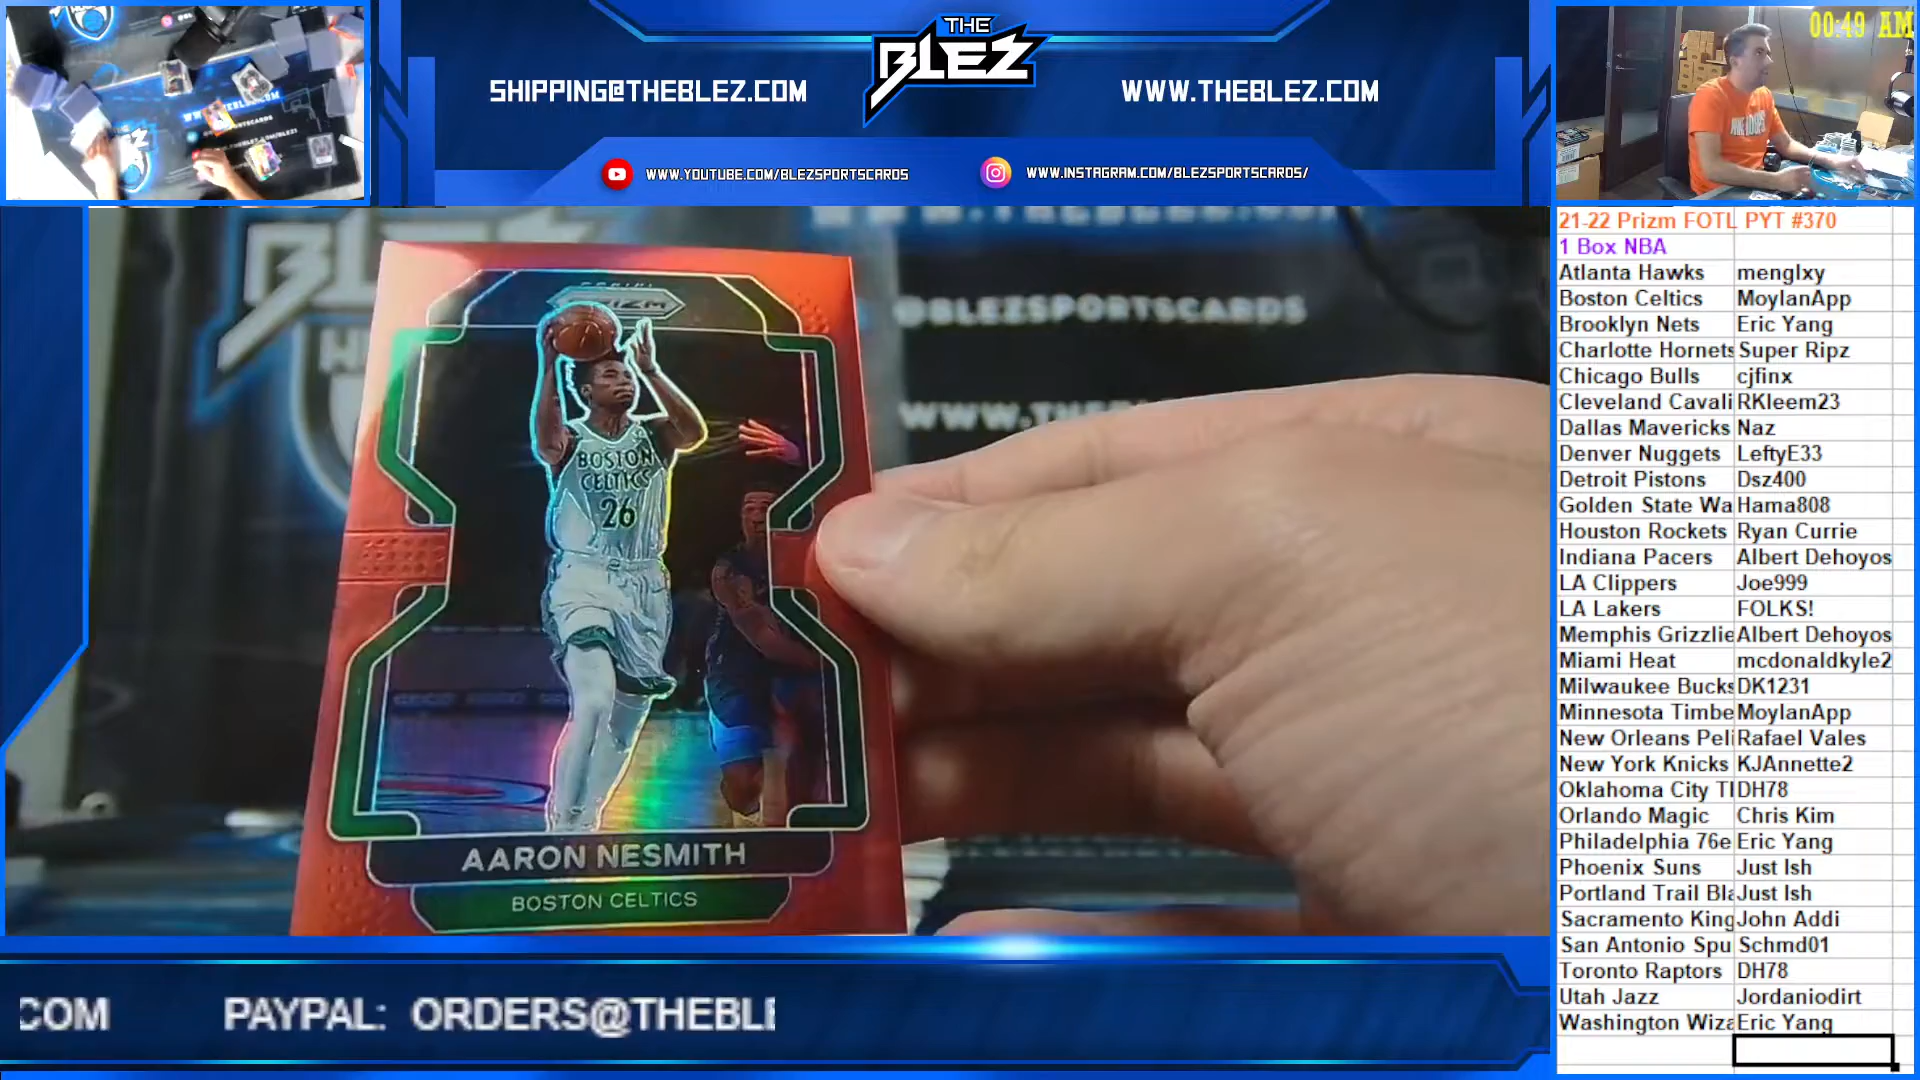 THE
BLEZ
SHIPPING@THEBLEZ.COM
WWW.THEBLEZ.COM
WWW.YOUTUBE.COM/BLEZSPORTSCARDS
WWW.INSTAGRAM.COM/BLEZSPORTSCARDS/
00:49 AM
BLEZ
@BLEZSPORTSCARDS
PRIZM
BOSTON
CELTICS
26
AARON NESMITH
BOSTON CELTICS
COM PAYPAL: ORDERS@THEBLE
21-22 Prizm FOTL PYT #370
1 Box NBA
Atlanta Hawks menglxy
Boston Celtics MoylanApp
Brooklyn Nets Eric Yang
Charlotte Hornets Super Ripz
Chicago Bulls cjfinx
Cleveland Cavali RKleem23
Dallas Mavericks Naz
Denver Nuggets LeftyE33
Detroit Pistons Dsz400
Golden State Wa Hama808
Houston Rockets Ryan Currie
Indiana Pacers Albert Dehoyos
LA Clippers Joe999
LA Lakers FOLKS!
Memphis Grizzlie Albert Dehoyos
Miami Heat mcdonaldkyle2
Milwaukee Bucks DK1231
Minnesota Timbe MoylanApp
New Orleans Peli Rafael Vales
New York Knicks KJAnnette2
Oklahoma City Tl DH78
Orlando Magic Chris Kim
Philadelphia 76e Eric Yang
Phoenix Suns Just Ish
Portland Trail Bla Just Ish
Sacramento King John Addi
San Antonio Spu Schmd01
Toronto Raptors DH78
Utah Jazz Jordaniodirt
Washington Wiza Eric Yang